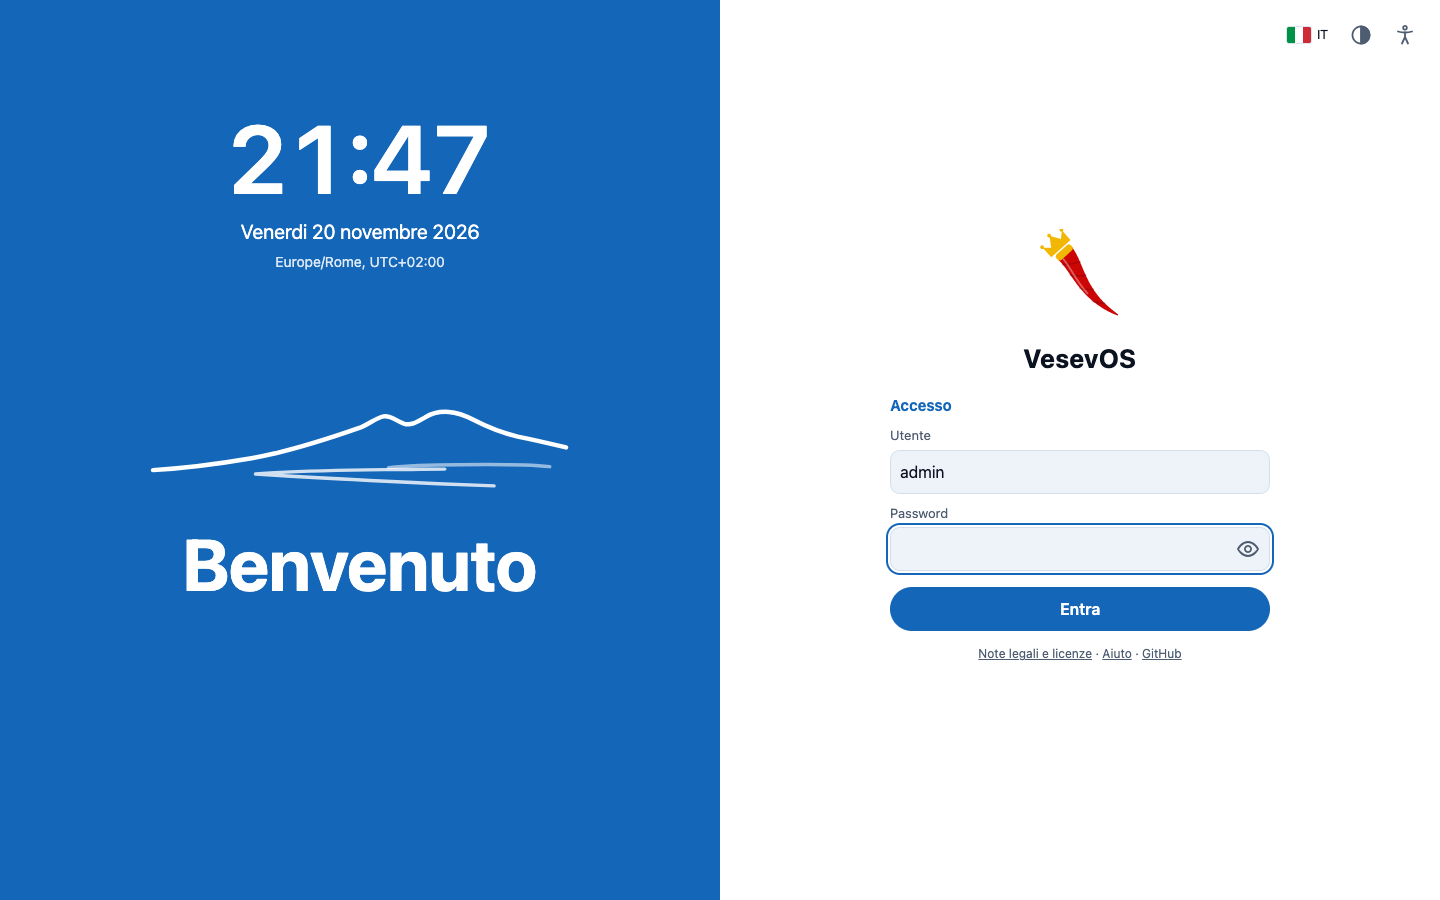 21:47
Venerdi 20 novembre 2026
Europe/Rome, UTC+02:00
Benvenuto
IT
VesevOS
Accesso
Utente
admin
Password
Entra
Note legali e licenze · Aiuto · GitHub